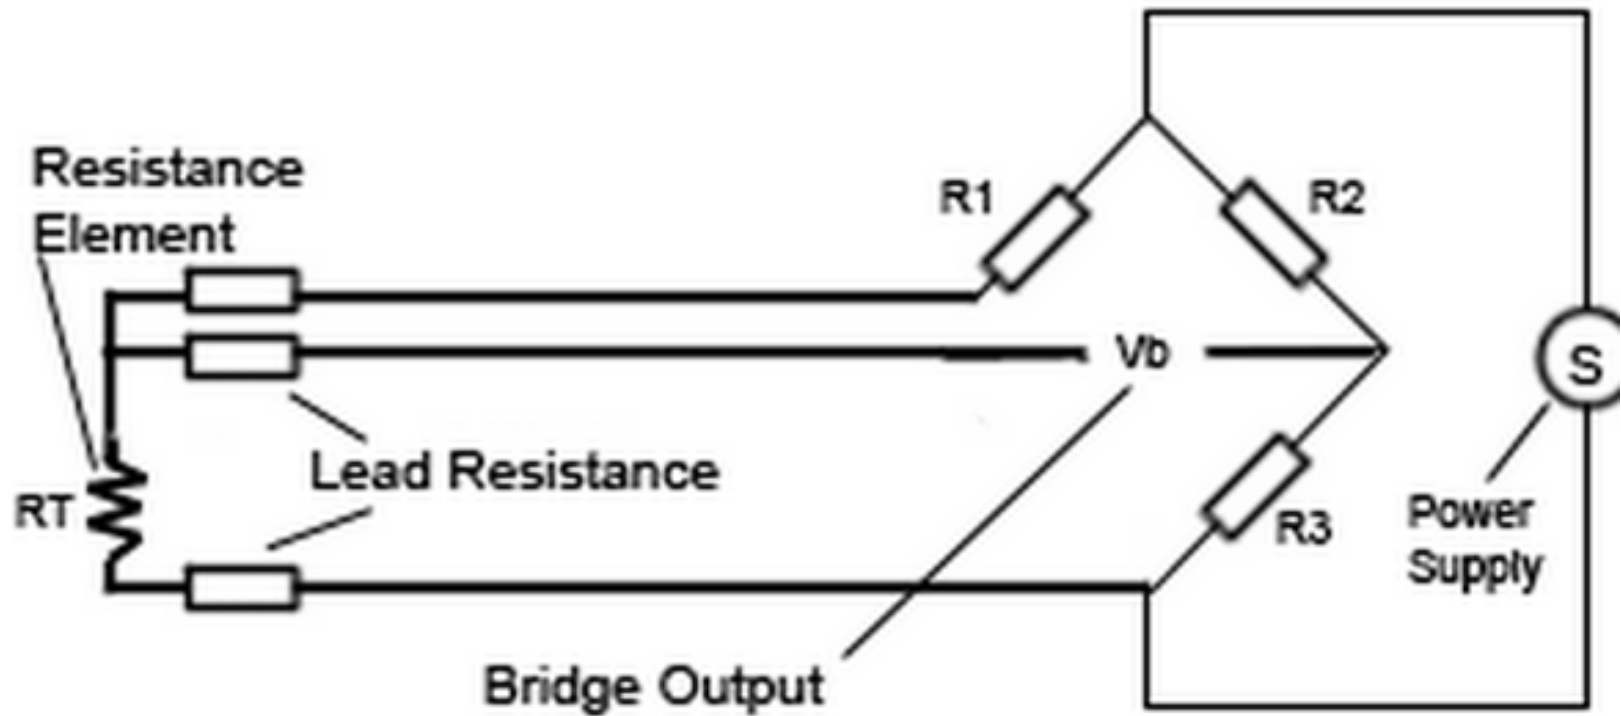 Resistance
Element
R1
R2
Vb
S
Lead Resistance
RT
R3
Power
Supply
Bridge Output